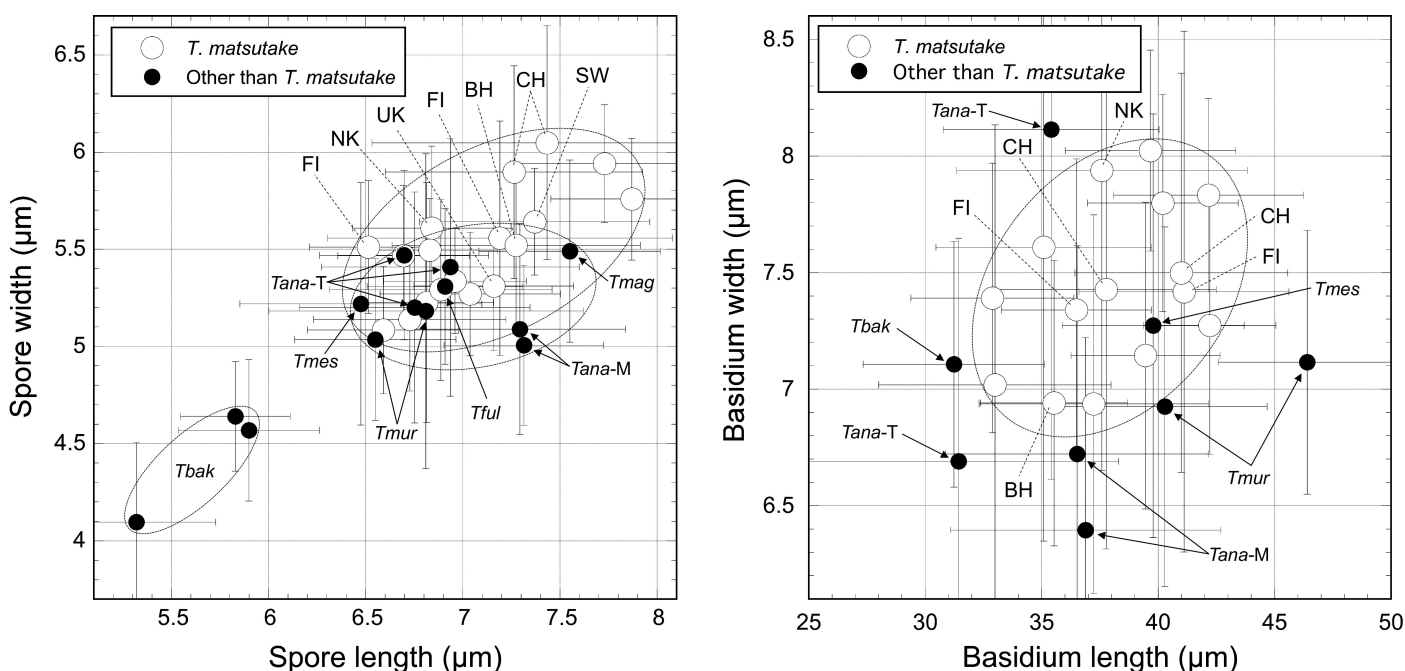 T. matsutake
Other than T. matsutake
6.5
6
5.5
5
4.5
4
Spore width (µm)
SW
CH
BH
FI
UK
NK
FI
Tana-T
Tmag
Tmes
Tana-M
Tful
Tmur
Tbak
5.5
6
6.5
7
7.5
8
Spore length (µm)
T. matsutake
Other than T. matsutake
8.5
8
7.5
7
6.5
Basidium width (µm)
Tana-T
NK
CH
FI
CH
FI
Tmes
Tbak
Tana-T
Tmur
BH
Tana-M
25
30
35
40
45
50
Basidium length (µm)